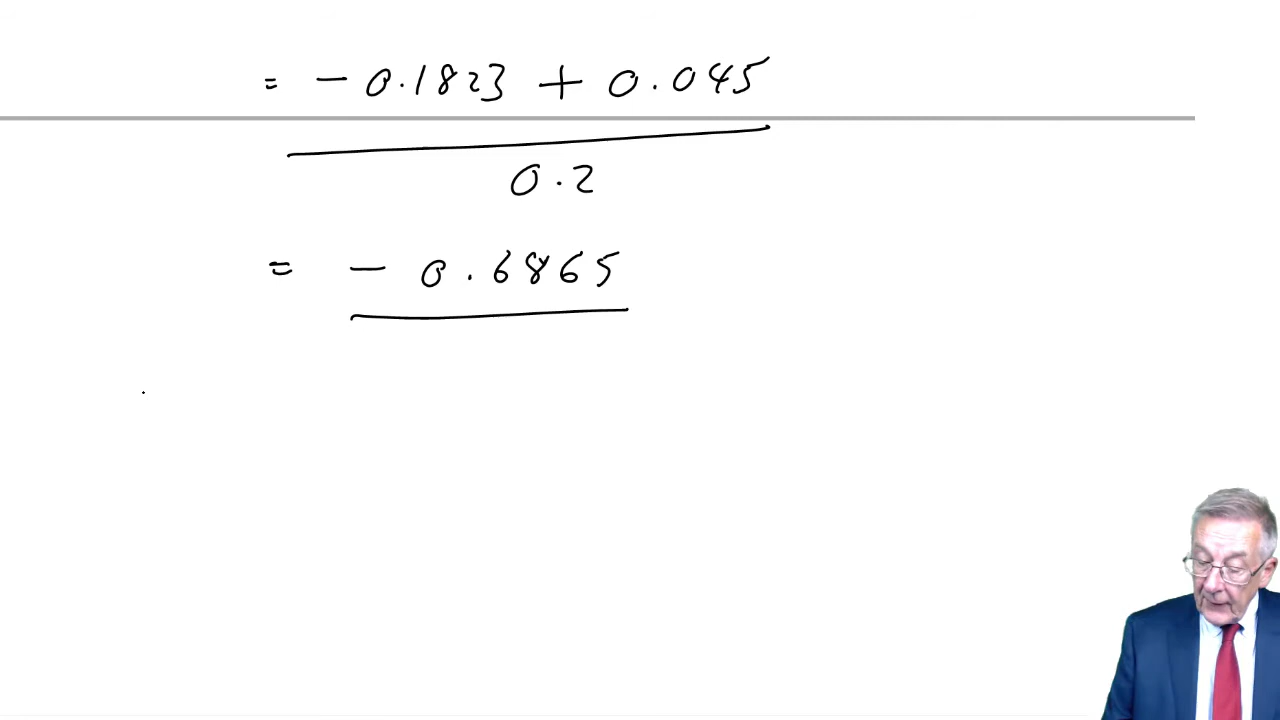 = - 0.1823 + 0.045
0.2
= - 0.6865